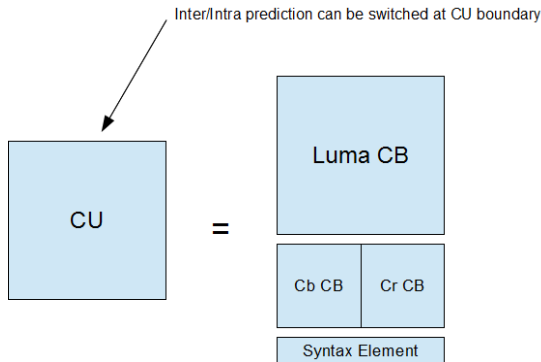 Inter/Intra prediction can be switched at CU boundary
Luma CB
CU
=
Cb CB
Cr CB
Syntax Element